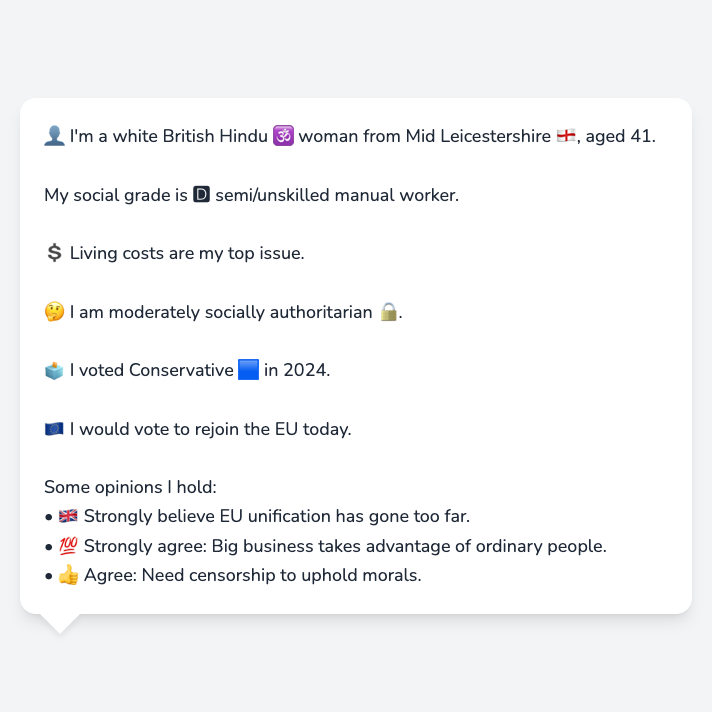 👤 I'm a white British Hindu 🕉️ woman from Mid Leicestershire 🏴󠁧󠁢󠁥󠁮󠁧󠁿, aged 41.
My social grade is 🅳 semi/unskilled manual worker.
💲 Living costs are my top issue.
🤔 I am moderately socially authoritarian 🔒.
🗳️ I voted Conservative 🟦 in 2024.
🇪🇺 I would vote to rejoin the EU today.
Some opinions I hold:
• 🇬🇧 Strongly believe EU unification has gone too far.
• 💯 Strongly agree: Big business takes advantage of ordinary people.
• 👍 Agree: Need censorship to uphold morals.